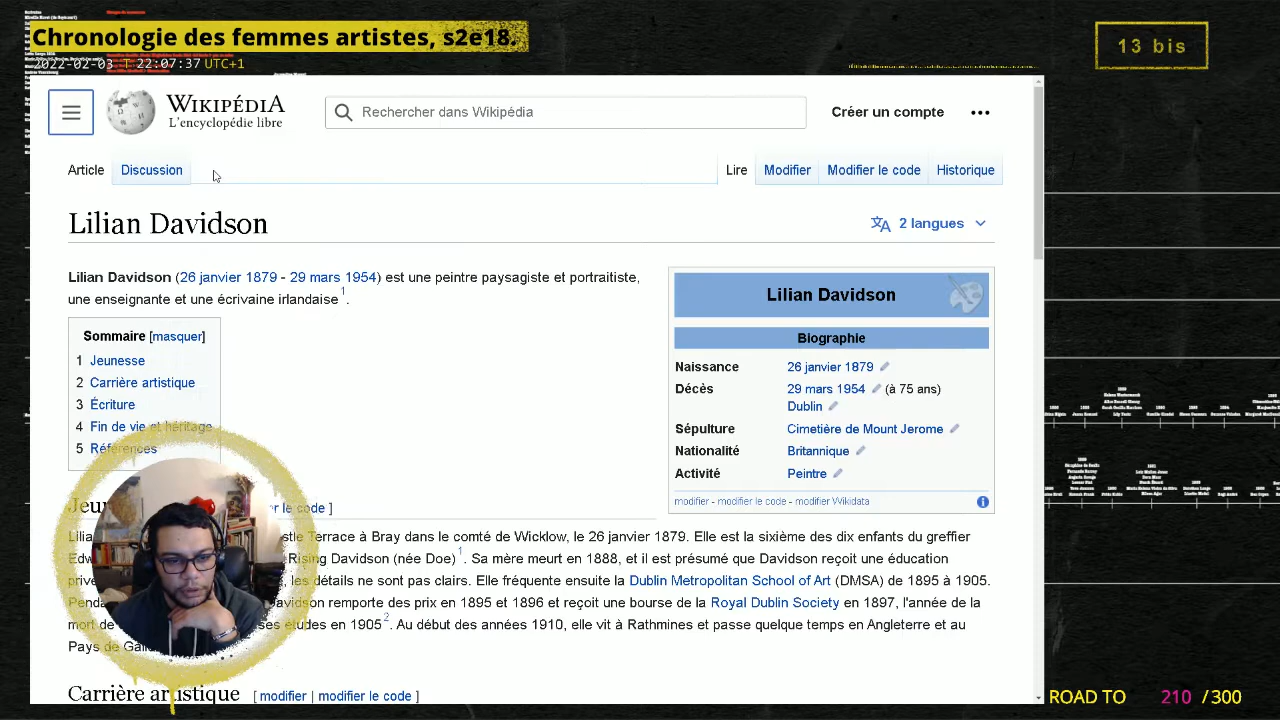 Chronologie des femmes artistes, s2e18.
2022-02-03 T 22:07:37 UTC+1
13 bis
WIKIPÉDIA
L'encyclopédie libre
Rechercher dans Wikipédia
Créer un compte
Article Discussion Lire Modifier Modifier le code Historique
Lilian Davidson
2 langues
Lilian Davidson (26 janvier 1879 - 29 mars 1954) est une peintre paysagiste et portraitiste,
une enseignante et une écrivaine irlandaise 1.
Sommaire [masquer]
1 Jeunesse
2 Carrière artistique
3 Écriture
4 Fin de vie et héritage
5 Références
Lilian Davidson
Biographie
Naissance 26 janvier 1879
Décès 29 mars 1954 (à 75 ans)
Dublin
Sépulture Cimetière de Mount Jerome
Nationalité Britannique
Activité Peintre
modifier - modifier le code - modifier Wikidata
le code ]
Terrace à Bray dans le comté de Wicklow, le 26 janvier 1879. Elle est la sixième des dix enfants du greffier
Rising Davidson (née Doe) 1. Sa mère meurt en 1888, et il est présumé que Davidson reçoit une éducation
les détails ne sont pas clairs. Elle fréquente ensuite la Dublin Metropolitan School of Art (DMSA) de 1895 à 1905.
remporte des prix en 1895 et 1896 et reçoit une bourse de la Royal Dublin Society en 1897, l'année de la
mort de ses études en 1905 2. Au début des années 1910, elle vit à Rathmines et passe quelque temps en Angleterre et au
Pays de
Carrière artistique [ modifier | modifier le code ]
ROAD TO 210 / 300